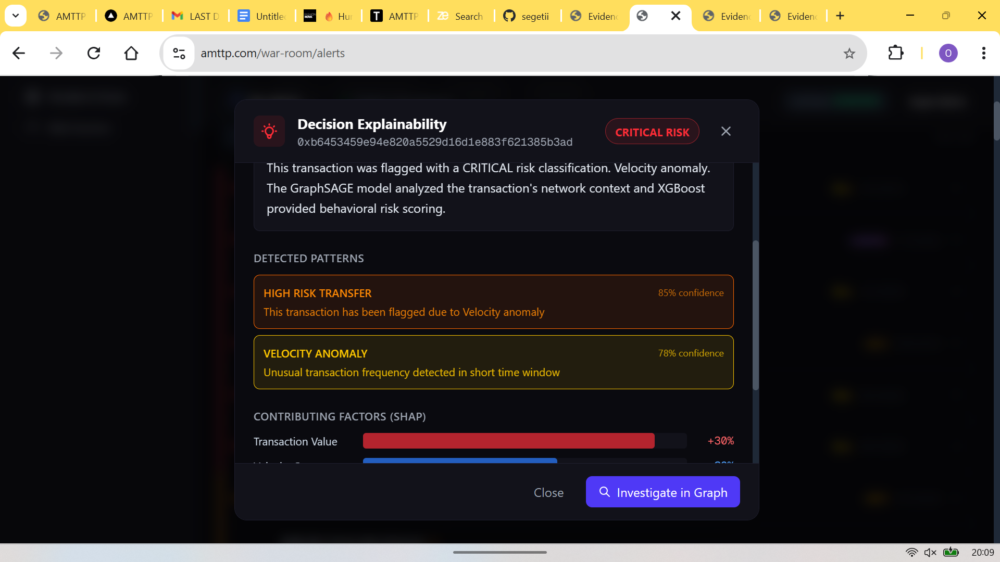 AMTTP
AMTTP
LAST D
Untitle
Hur
AMTTP
Search
segetii
Eviden
Eviden
Eviden
amttp.com/war-room/alerts
O
Decision Explainability
0xb6453459e94e820a5529d16d1e883f621385b3ad
CRITICAL RISK
This transaction was flagged with a CRITICAL risk classification. Velocity anomaly.
The GraphSAGE model analyzed the transaction's network context and XGBoost
provided behavioral risk scoring.
DETECTED PATTERNS
HIGH RISK TRANSFER
85% confidence
This transaction has been flagged due to Velocity anomaly
VELOCITY ANOMALY
78% confidence
Unusual transaction frequency detected in short time window
CONTRIBUTING FACTORS (SHAP)
Transaction Value
+30%
Close
Investigate in Graph
20:09